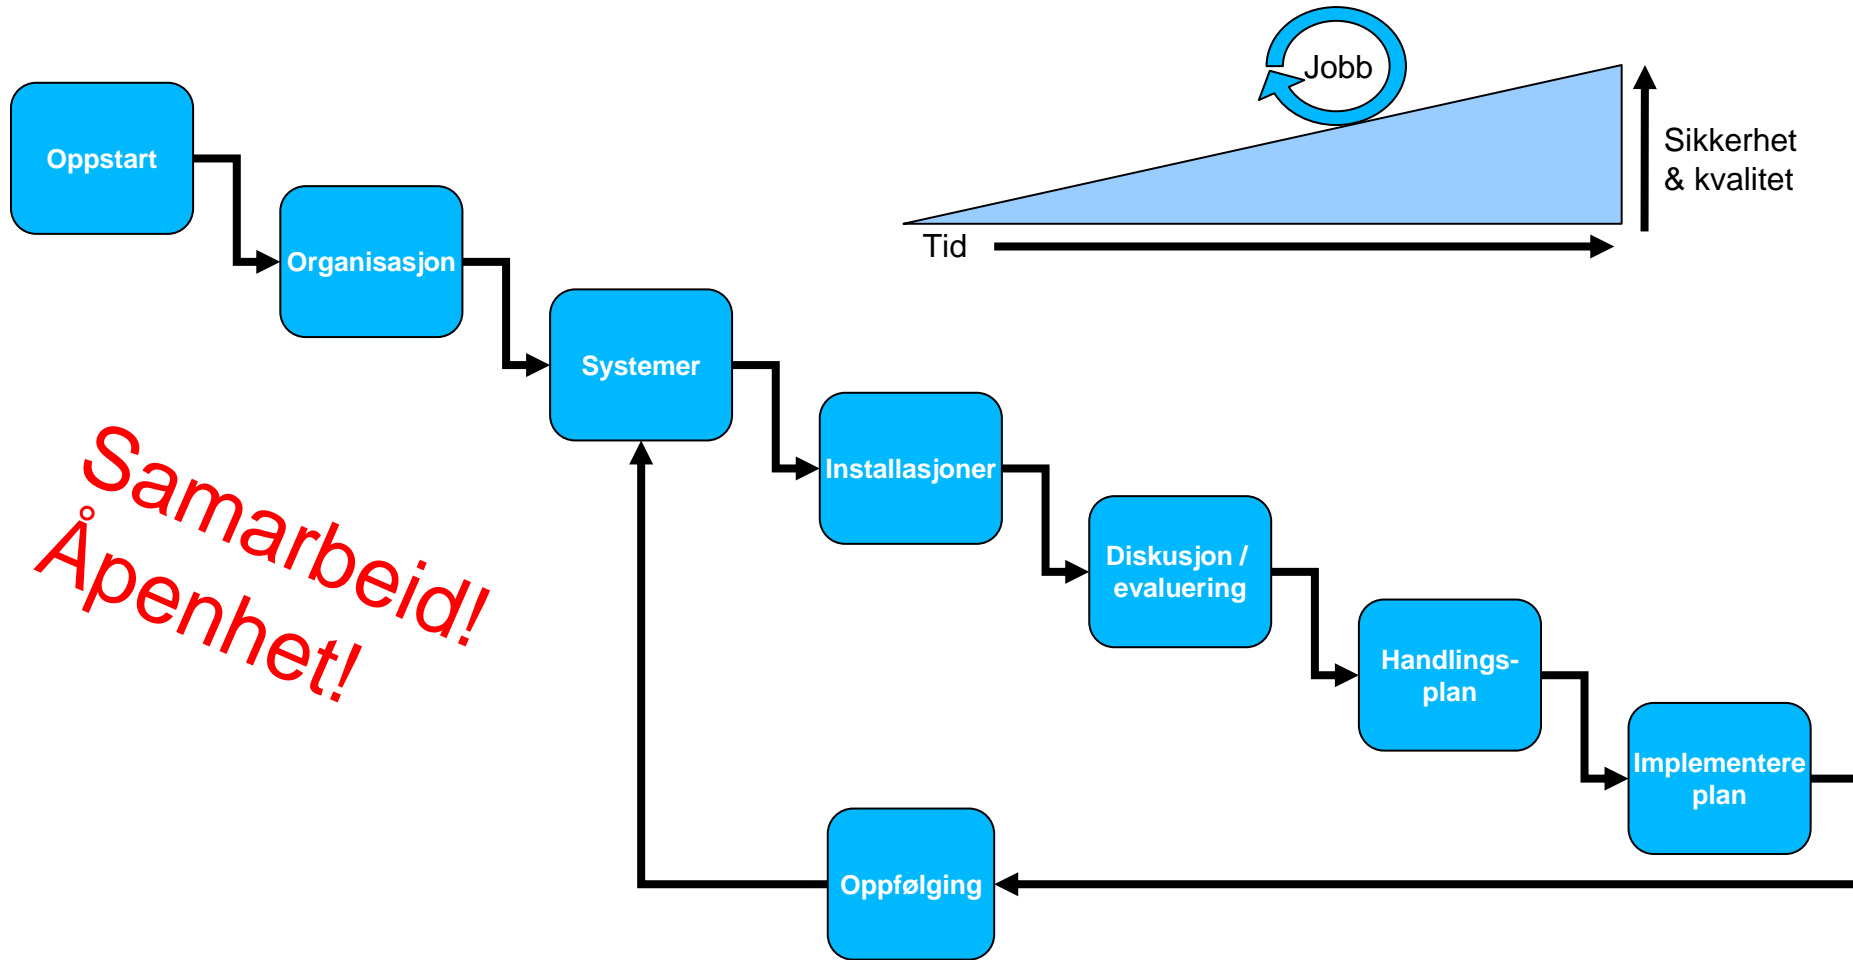 Jobb
Sikkerhet
& kvalitet
Tid
Oppstart
Organisasjon
Systemer
Installasjoner
Diskusjon /
evaluering
Handlings-
plan
Implementere
plan
Oppfølging
Samarbeid!
Åpenhet!